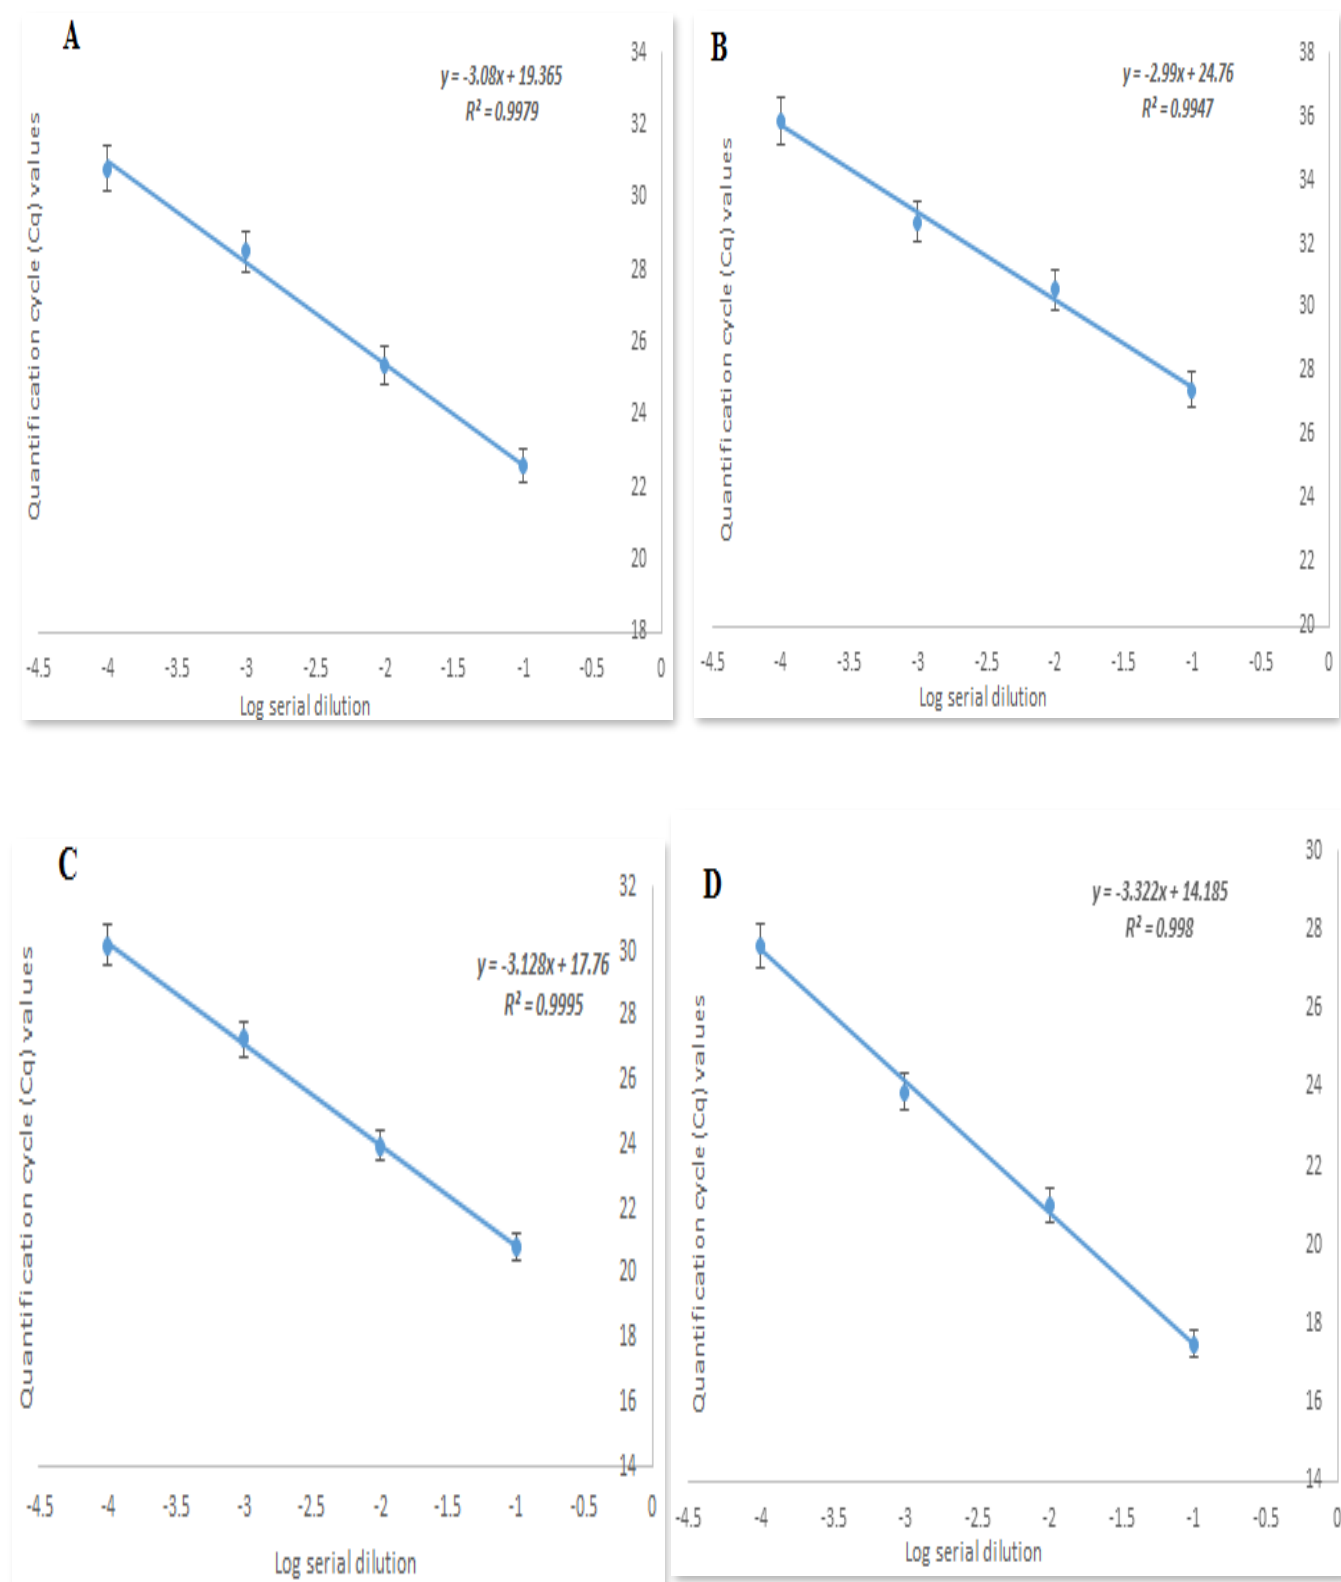 A
y = -3.08x + 19.365
R² = 0.9979
Quantification cycle (Cq) values
34
32
30
28
26
24
22
20
18
-4.5 -4 -3.5 -3 -2.5 -2 -1.5 -1 -0.5 0
Log serial dilution
B
y = -2.99x + 24.76
R² = 0.9947
Quantification cycle (Cq) values
38
36
34
32
30
28
26
24
22
20
-4.5 -4 -3.5 -3 -2.5 -2 -1.5 -1 -0.5 0
Log serial dilution
C
y = -3.128x + 17.76
R² = 0.9995
Quantification cycle (Cq) values
32
30
28
26
24
22
20
18
16
14
-4.5 -4 -3.5 -3 -2.5 -2 -1.5 -1 -0.5 0
Log serial dilution
D
y = -3.322x + 14.185
R² = 0.998
Quantification cycle (Cq) values
30
28
26
24
22
20
18
16
14
-4.5 -4 -3.5 -3 -2.5 -2 -1.5 -1 -0.5 0
Log serial dilution